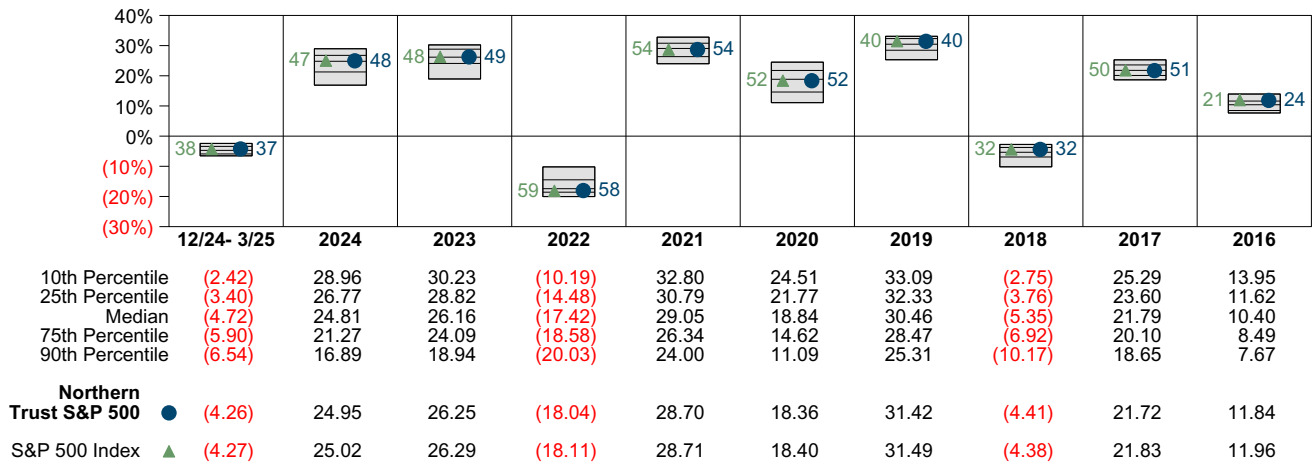 40%
30%
20%
10%
0%
(10%)
(20%)
(30%)
38 37
47 48
48 49
59 58
54 54
52 52
40 40
32 32
50 51
21 24
12/24- 3/25 2024 2023 2022 2021 2020 2019 2018 2017 2016
10th Percentile (2.42) 28.96 30.23 (10.19) 32.80 24.51 33.09 (2.75) 25.29 13.95
25th Percentile (3.40) 26.77 28.82 (14.48) 30.79 21.77 32.33 (3.76) 23.60 11.62
Median (4.72) 24.81 26.16 (17.42) 29.05 18.84 30.46 (5.35) 21.79 10.40
75th Percentile (5.90) 21.27 24.09 (18.58) 26.34 14.62 28.47 (6.92) 20.10 8.49
90th Percentile (6.54) 16.89 18.94 (20.03) 24.00 11.09 25.31 (10.17) 18.65 7.67
Northern
Trust S&P 500 (4.26) 24.95 26.25 (18.04) 28.70 18.36 31.42 (4.41) 21.72 11.84
S&P 500 Index (4.27) 25.02 26.29 (18.11) 28.71 18.40 31.49 (4.38) 21.83 11.96